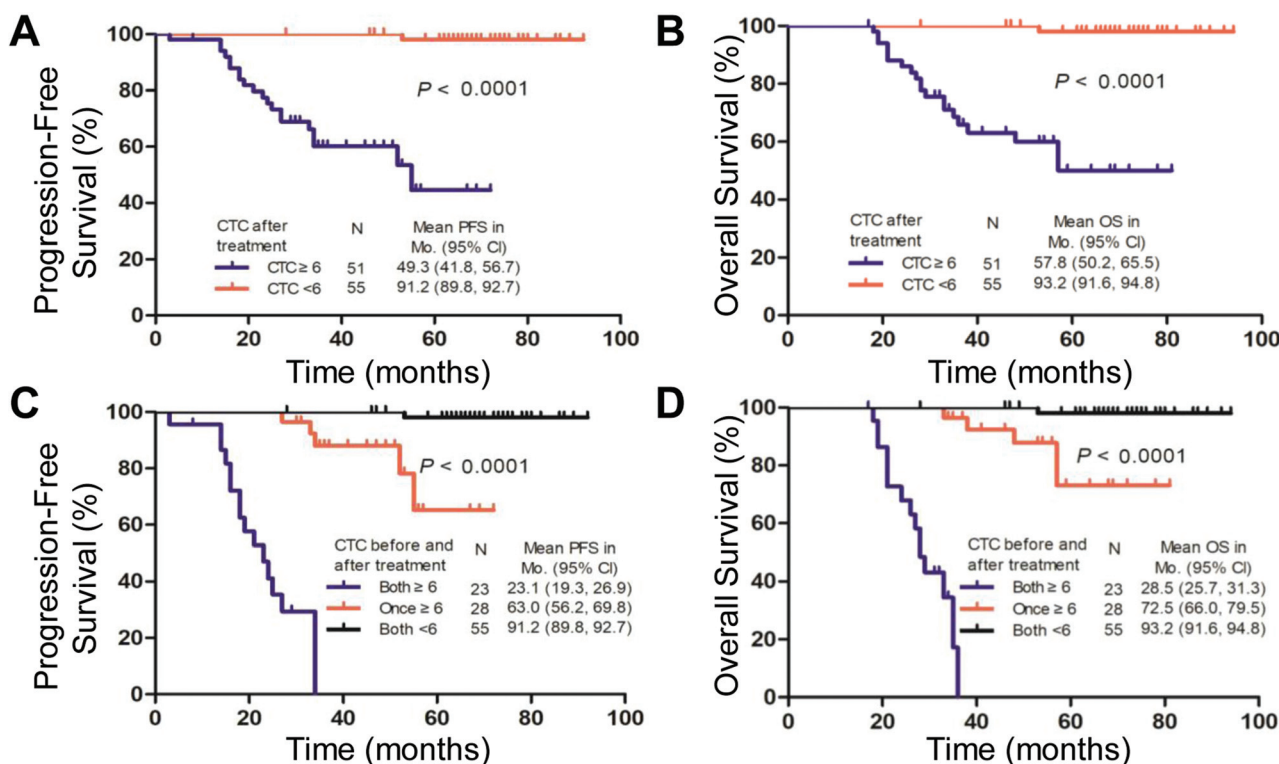 A
Progression-Free
Survival (%)
100
80
60
40
20
0
P < 0.0001
CTC after
treatment
N
Mean PFS in
Mo. (95% CI)
CTC ≥ 6 51 49.3 (41.8, 56.7)
CTC <6 55 91.2 (89.8, 92.7)
0 20 40 60 80 100
Time (months)
B
Overall Survival (%)
100
80
60
40
20
0
P < 0.0001
CTC after
treatment
N
Mean OS in
Mo. (95% CI)
CTC ≥ 6 51 57.8 (50.2, 65.5)
CTC <6 55 93.2 (91.6, 94.8)
0 20 40 60 80 100
Time (months)
C
Progression-Free
Survival (%)
100
80
60
40
20
0
P < 0.0001
CTC before and
after treatment
N
Mean PFS in
Mo. (95% CI)
Both ≥ 6 23 23.1 (19.3, 26.9)
Once ≥ 6 28 63.0 (56.2, 69.8)
Both <6 55 91.2 (89.8, 92.7)
0 20 40 60 80 100
Time (months)
D
Overall Survival (%)
100
80
60
40
20
0
P < 0.0001
CTC before and
after treatment
N
Mean OS in
Mo. (95% CI)
Both ≥ 6 23 28.5 (25.7, 31.3)
Once ≥ 6 28 72.5 (66.0, 79.5)
Both <6 55 93.2 (91.6, 94.8)
0 20 40 60 80 100
Time (months)